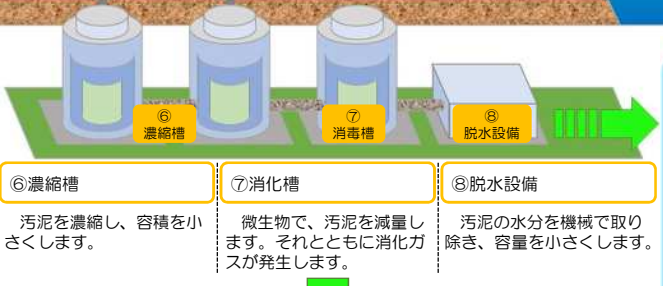 ⑥
濃縮槽
⑦
消毒槽
⑧
脱水設備
⑥濃縮槽
汚泥を濃縮し、容積を小
さくします。
⑦消化槽
微生物で、汚泥を減量し
ます。それとともに消化ガ
スが発生します。
⑧脱水設備
汚泥の水分を機械で取り
除き、容量を小さくします。